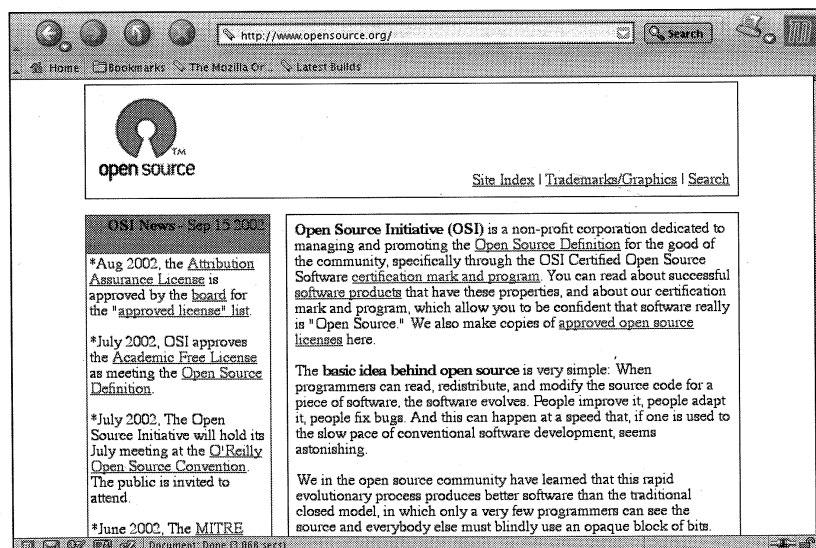 http://www.opensource.org/
Search
Home Bookmarks The Mozilla Or... Latest Builds
TM
open source
Site Index | Trademarks/Graphics | Search
OSI News - Sep 15 2002
*Aug 2002, the Attribution
Assurance License is
approved by the board for
the "approved license" list.
*July 2002, OSI approves
the Academic Free License
as meeting the Open Source
Definition.
*July 2002, The Open
Source Initiative will hold its
July meeting at the O'Reilly
Open Source Convention.
The public is invited to
attend.
*June 2002, The MITRE
Open Source Initiative (OSI) is a non-profit corporation dedicated to
managing and promoting the Open Source Definition for the good of
the community, specifically through the OSI Certified Open Source
Software certification mark and program. You can read about successful
software products that have these properties, and about our certification
mark and program, which allow you to be confident that software really
is "Open Source." We also make copies of approved open source
licenses here.
The basic idea behind open source is very simple: When
programmers can read, redistribute, and modify the source code for a
piece of software, the software evolves. People improve it, people adapt
it, people fix bugs. And this can happen at a speed that, if one is used to
the slow pace of conventional software development, seems
astonishing.
We in the open source community have learned that this rapid
evolutionary process produces better software than the traditional
closed model, in which only a very few programmers can see the
source and everybody else must blindly use an opaque block of bits.
Document: Done (3.068 secs)